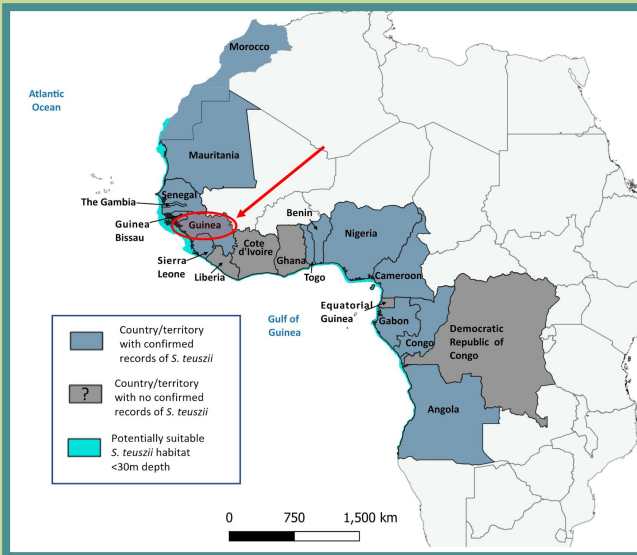 Morocco
Atlantic
Ocean
Mauritania
Senegal
The Gambia
Guinea
Bissau
Guinea
Sierra
Leone
Liberia
Cote
d'Ivoire
Ghana
Benin
Togo
Nigeria
Cameroon
Equatorial
Guinea
Gulf of
Guinea
Gabon
Congo
Democratic
Republic of
Congo
Angola
Country/territory
with confirmed
records of S. teuszii
?
Country/territory
with no confirmed
records of S. teuszii
Potentially suitable
S. teuszii habitat
<30m depth
0 750 1,500 km